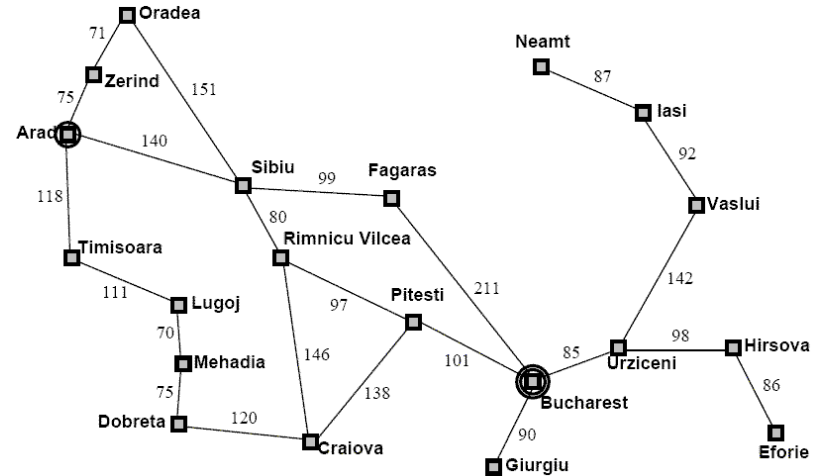 Oradea
71
Neamt
Zerind
87
75
151
Iasi
Arad
140
92
Sibiu
Fagaras
99
118
Vaslui
80
Timisoara
Rimnicu Vilcea
142
111
97
Pitesti
211
Lugoj
70
98
Hirsova
146
85
Mehadia
101
Urziceni
138
86
75
Bucharest
Dobreta
120
90
Craiova
Eforie
Giurgiu